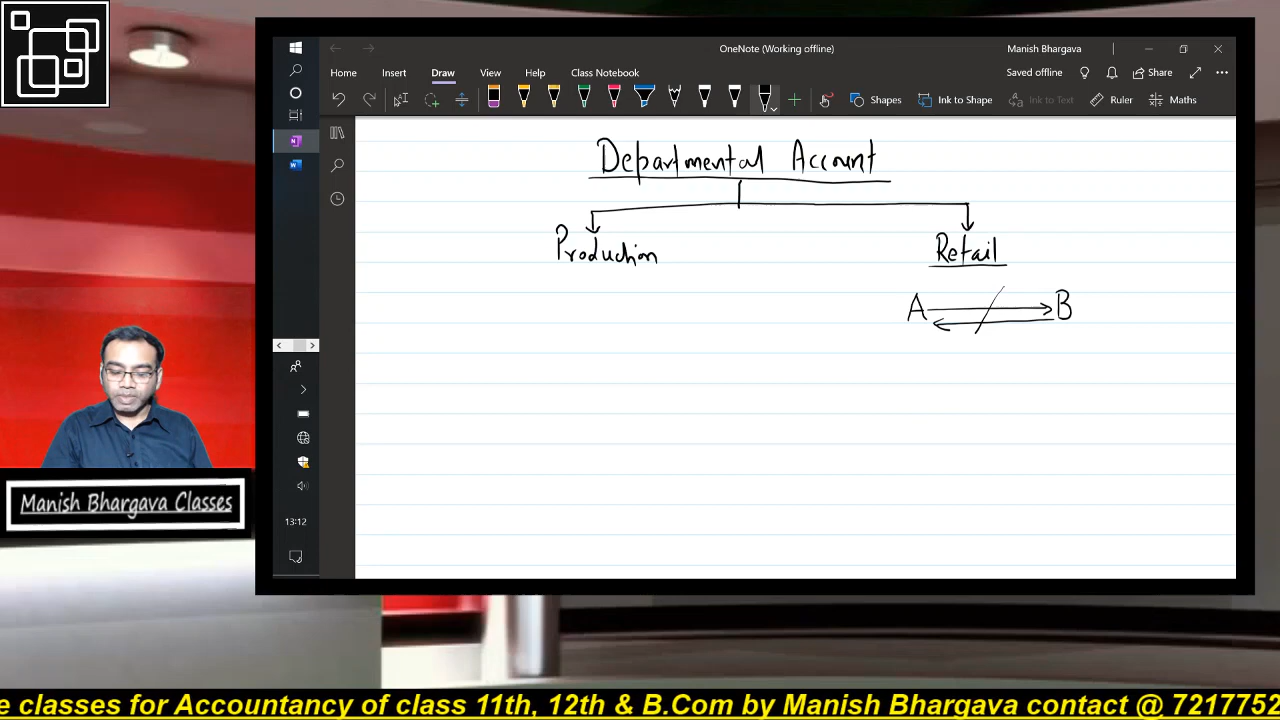 OneNote (Working offline)
Manish Bhargava
Home Insert Draw View Help Class Notebook
Saved offline
Share
Shapes
Ink to Shape
Ink to Text
Ruler
Maths
Departmental Account
Production
Retail
A B
Manish Bhargava Classes
13:12
e classes for Accountancy of class 11th, 12th & B.Com by Manish Bhargava contact @ 7217752